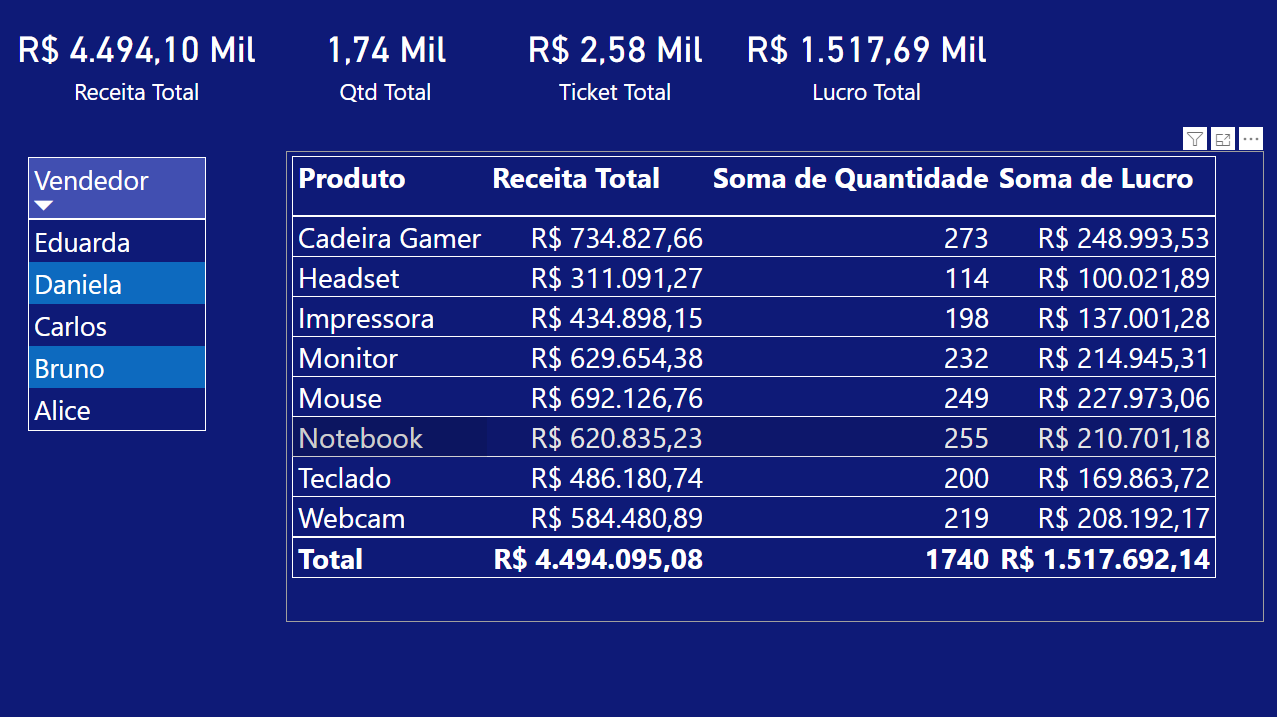 R$ 4.494,10 Mil 1,74 Mil R$ 2,58 Mil R$ 1.517,69 Mil
Receita Total Qtd Total Ticket Total Lucro Total
Vendedor
Eduarda
Daniela
Carlos
Bruno
Alice
Produto Receita Total Soma de Quantidade Soma de Lucro
Cadeira Gamer R$ 734.827,66 273 R$ 248.993,53
Headset R$ 311.091,27 114 R$ 100.021,89
Impressora R$ 434.898,15 198 R$ 137.001,28
Monitor R$ 629.654,38 232 R$ 214.945,31
Mouse R$ 692.126,76 249 R$ 227.973,06
Notebook R$ 620.835,23 255 R$ 210.701,18
Teclado R$ 486.180,74 200 R$ 169.863,72
Webcam R$ 584.480,89 219 R$ 208.192,17
Total R$ 4.494.095,08 1740 R$ 1.517.692,14